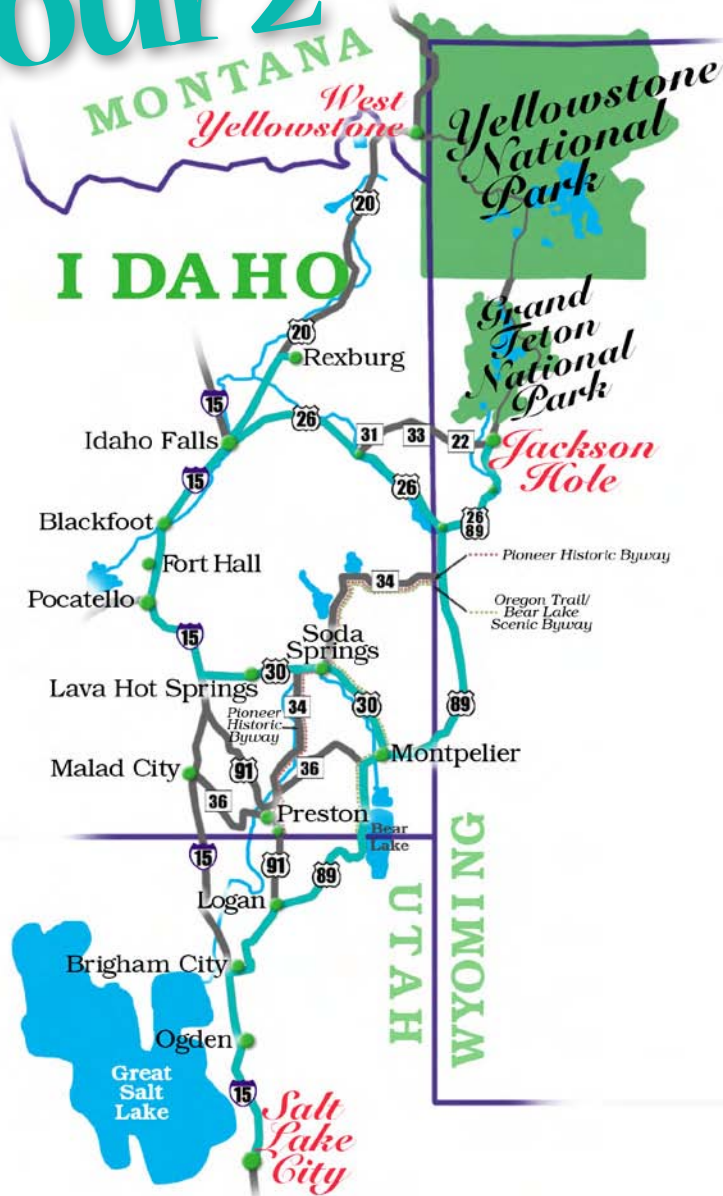 our 2
MONTANA
West
Yellowstone
Yellowstone
National
Park
20
IDAHO
Grand
Teton
National
Park
20
Rexburg
15
26
31
33
22
Idaho Falls
Jackson
Hole
15
26
26
89
Blackfoot
Pioneer Historic Byway
Fort Hall
34
Oregon Trail/
Bear Lake
Scenic Byway
Pocatello
15
Soda
Springs
30
Lava Hot Springs
34
30
89
Pioneer
Historic
Byway
Montpelier
Malad City
91
36
36
Preston
Bear
Lake
15
91
89
UTAH
WYOMING
Logan
Brigham City
Ogden
Great
Salt
Lake
15
Salt
Lake
City